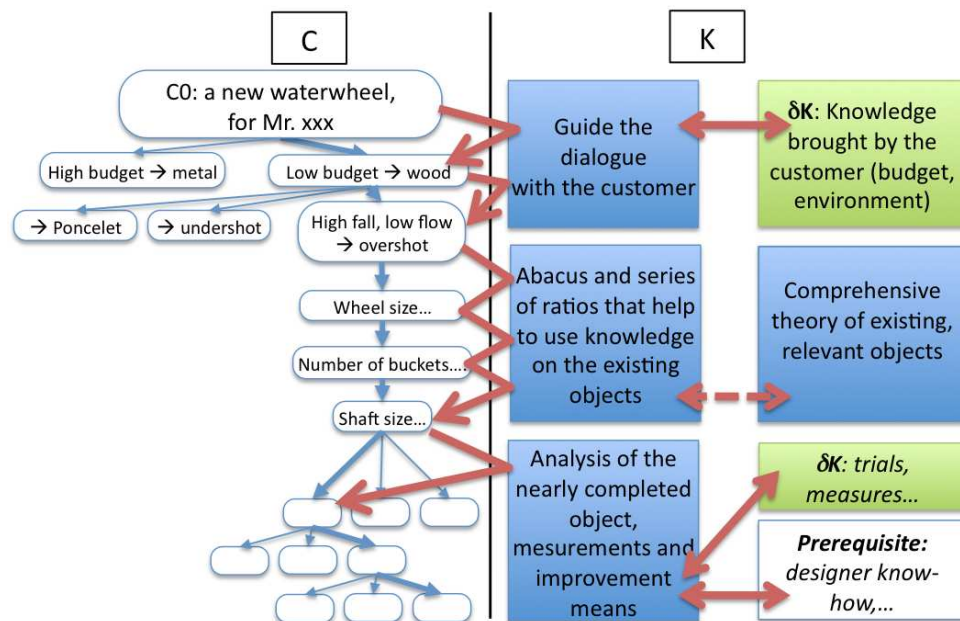 C
K
C0: a new waterwheel,
for Mr. xxx
High budget → metal
Low budget → wood
→ Poncelet
→ undershot
High fall, low flow
→ overshot
Wheel size…
Number of buckets….
Shaft size…
Guide the
dialogue
with the customer
δK: Knowledge
brought by the
customer (budget,
environment)
Abacus and series
of ratios that help
to use knowledge
on the existing
objects
Comprehensive
theory of existing,
relevant objects
Analysis of the
nearly completed
object,
mesurements and
improvement
means
δK: trials,
measures…
Prerequisite:
designer know-
how,…